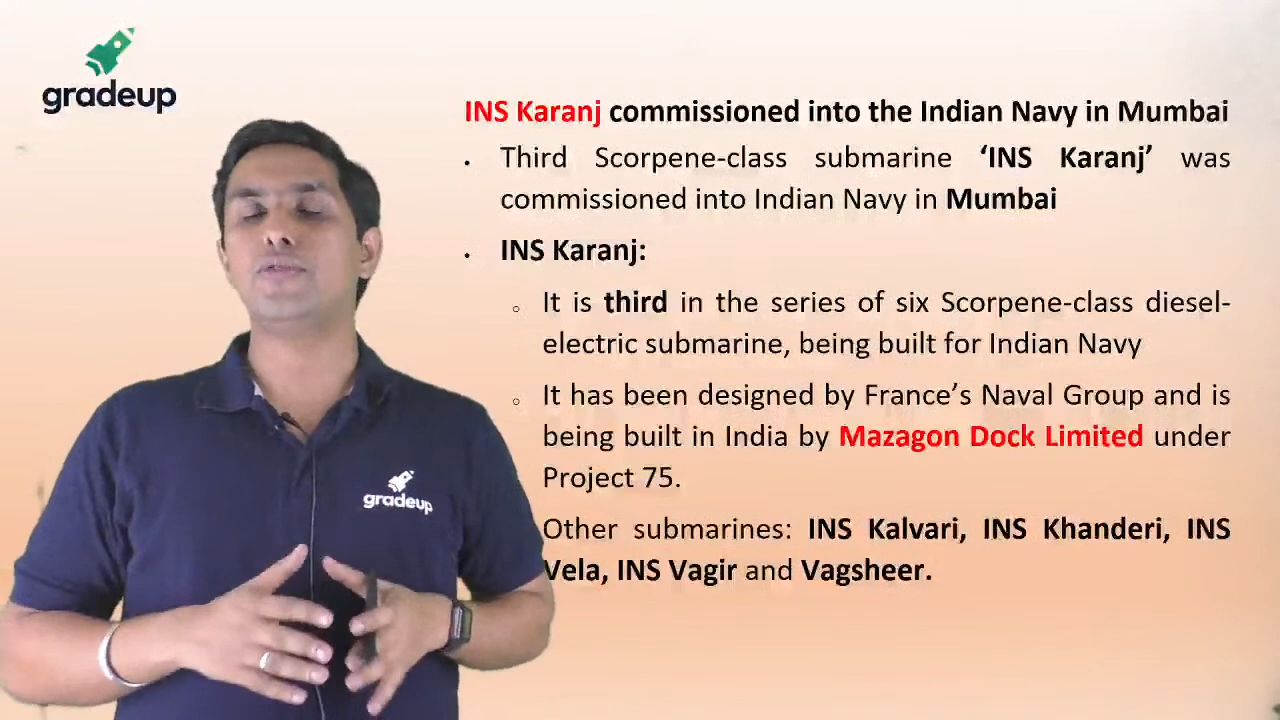 gradeup
INS Karanj commissioned into the Indian Navy in Mumbai
• Third Scorpene-class submarine ‘INS Karanj’ was
commissioned into Indian Navy in Mumbai
• INS Karanj:
○ It is third in the series of six Scorpene-class diesel-
electric submarine, being built for Indian Navy
○ It has been designed by France’s Naval Group and is
being built in India by Mazagon Dock Limited under
Project 75.
Other submarines: INS Kalvari, INS Khanderi, INS
Vela, INS Vagir and Vagsheer.
gradeup